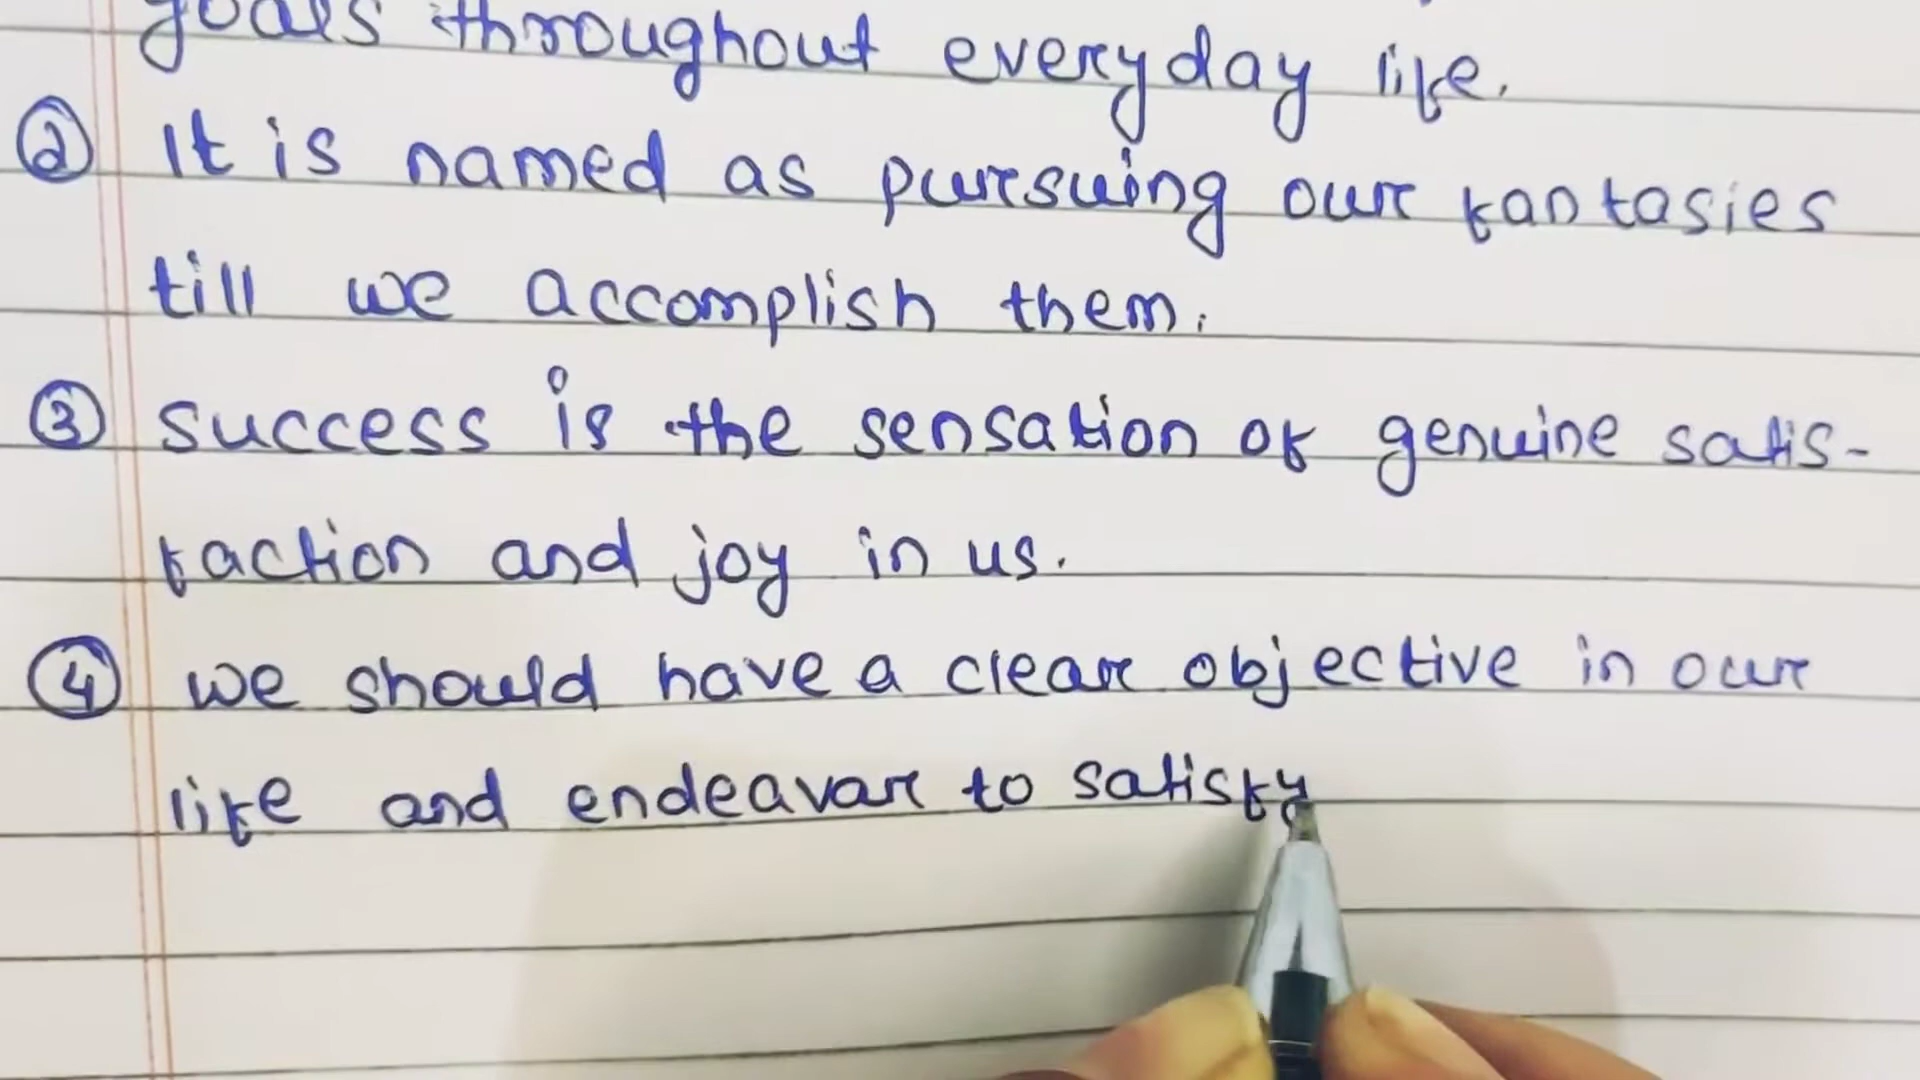 goals throughout everyday life.
② It is named as pursuing our fantasies
till we accomplish them.
③ success is the sensation of genuine satis-
faction and joy in us.
④ we should have a clear objective in our
life and endeavar to satisfy